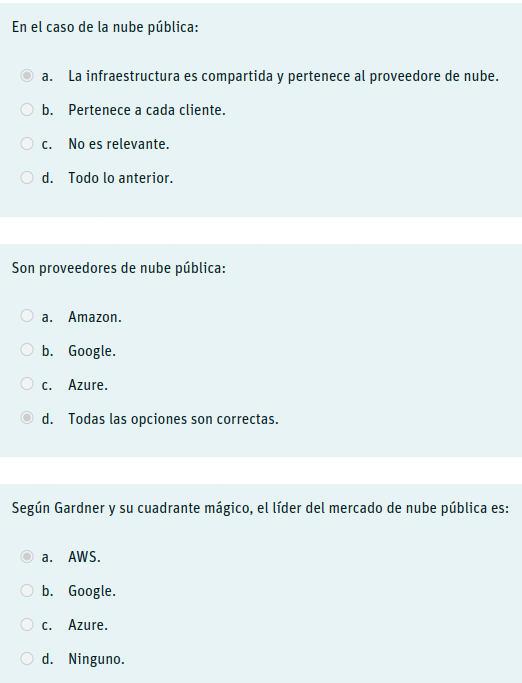 En el caso de la nube pública:
a. La infraestructura es compartida y pertenece al proveedore de nube.
b. Pertenece a cada cliente.
c. No es relevante.
d. Todo lo anterior.
Son proveedores de nube pública:
a. Amazon.
b. Google.
c. Azure.
d. Todas las opciones son correctas.
Según Gardner y su cuadrante mágico, el líder del mercado de nube pública es:
a. AWS.
b. Google.
c. Azure.
d. Ninguno.